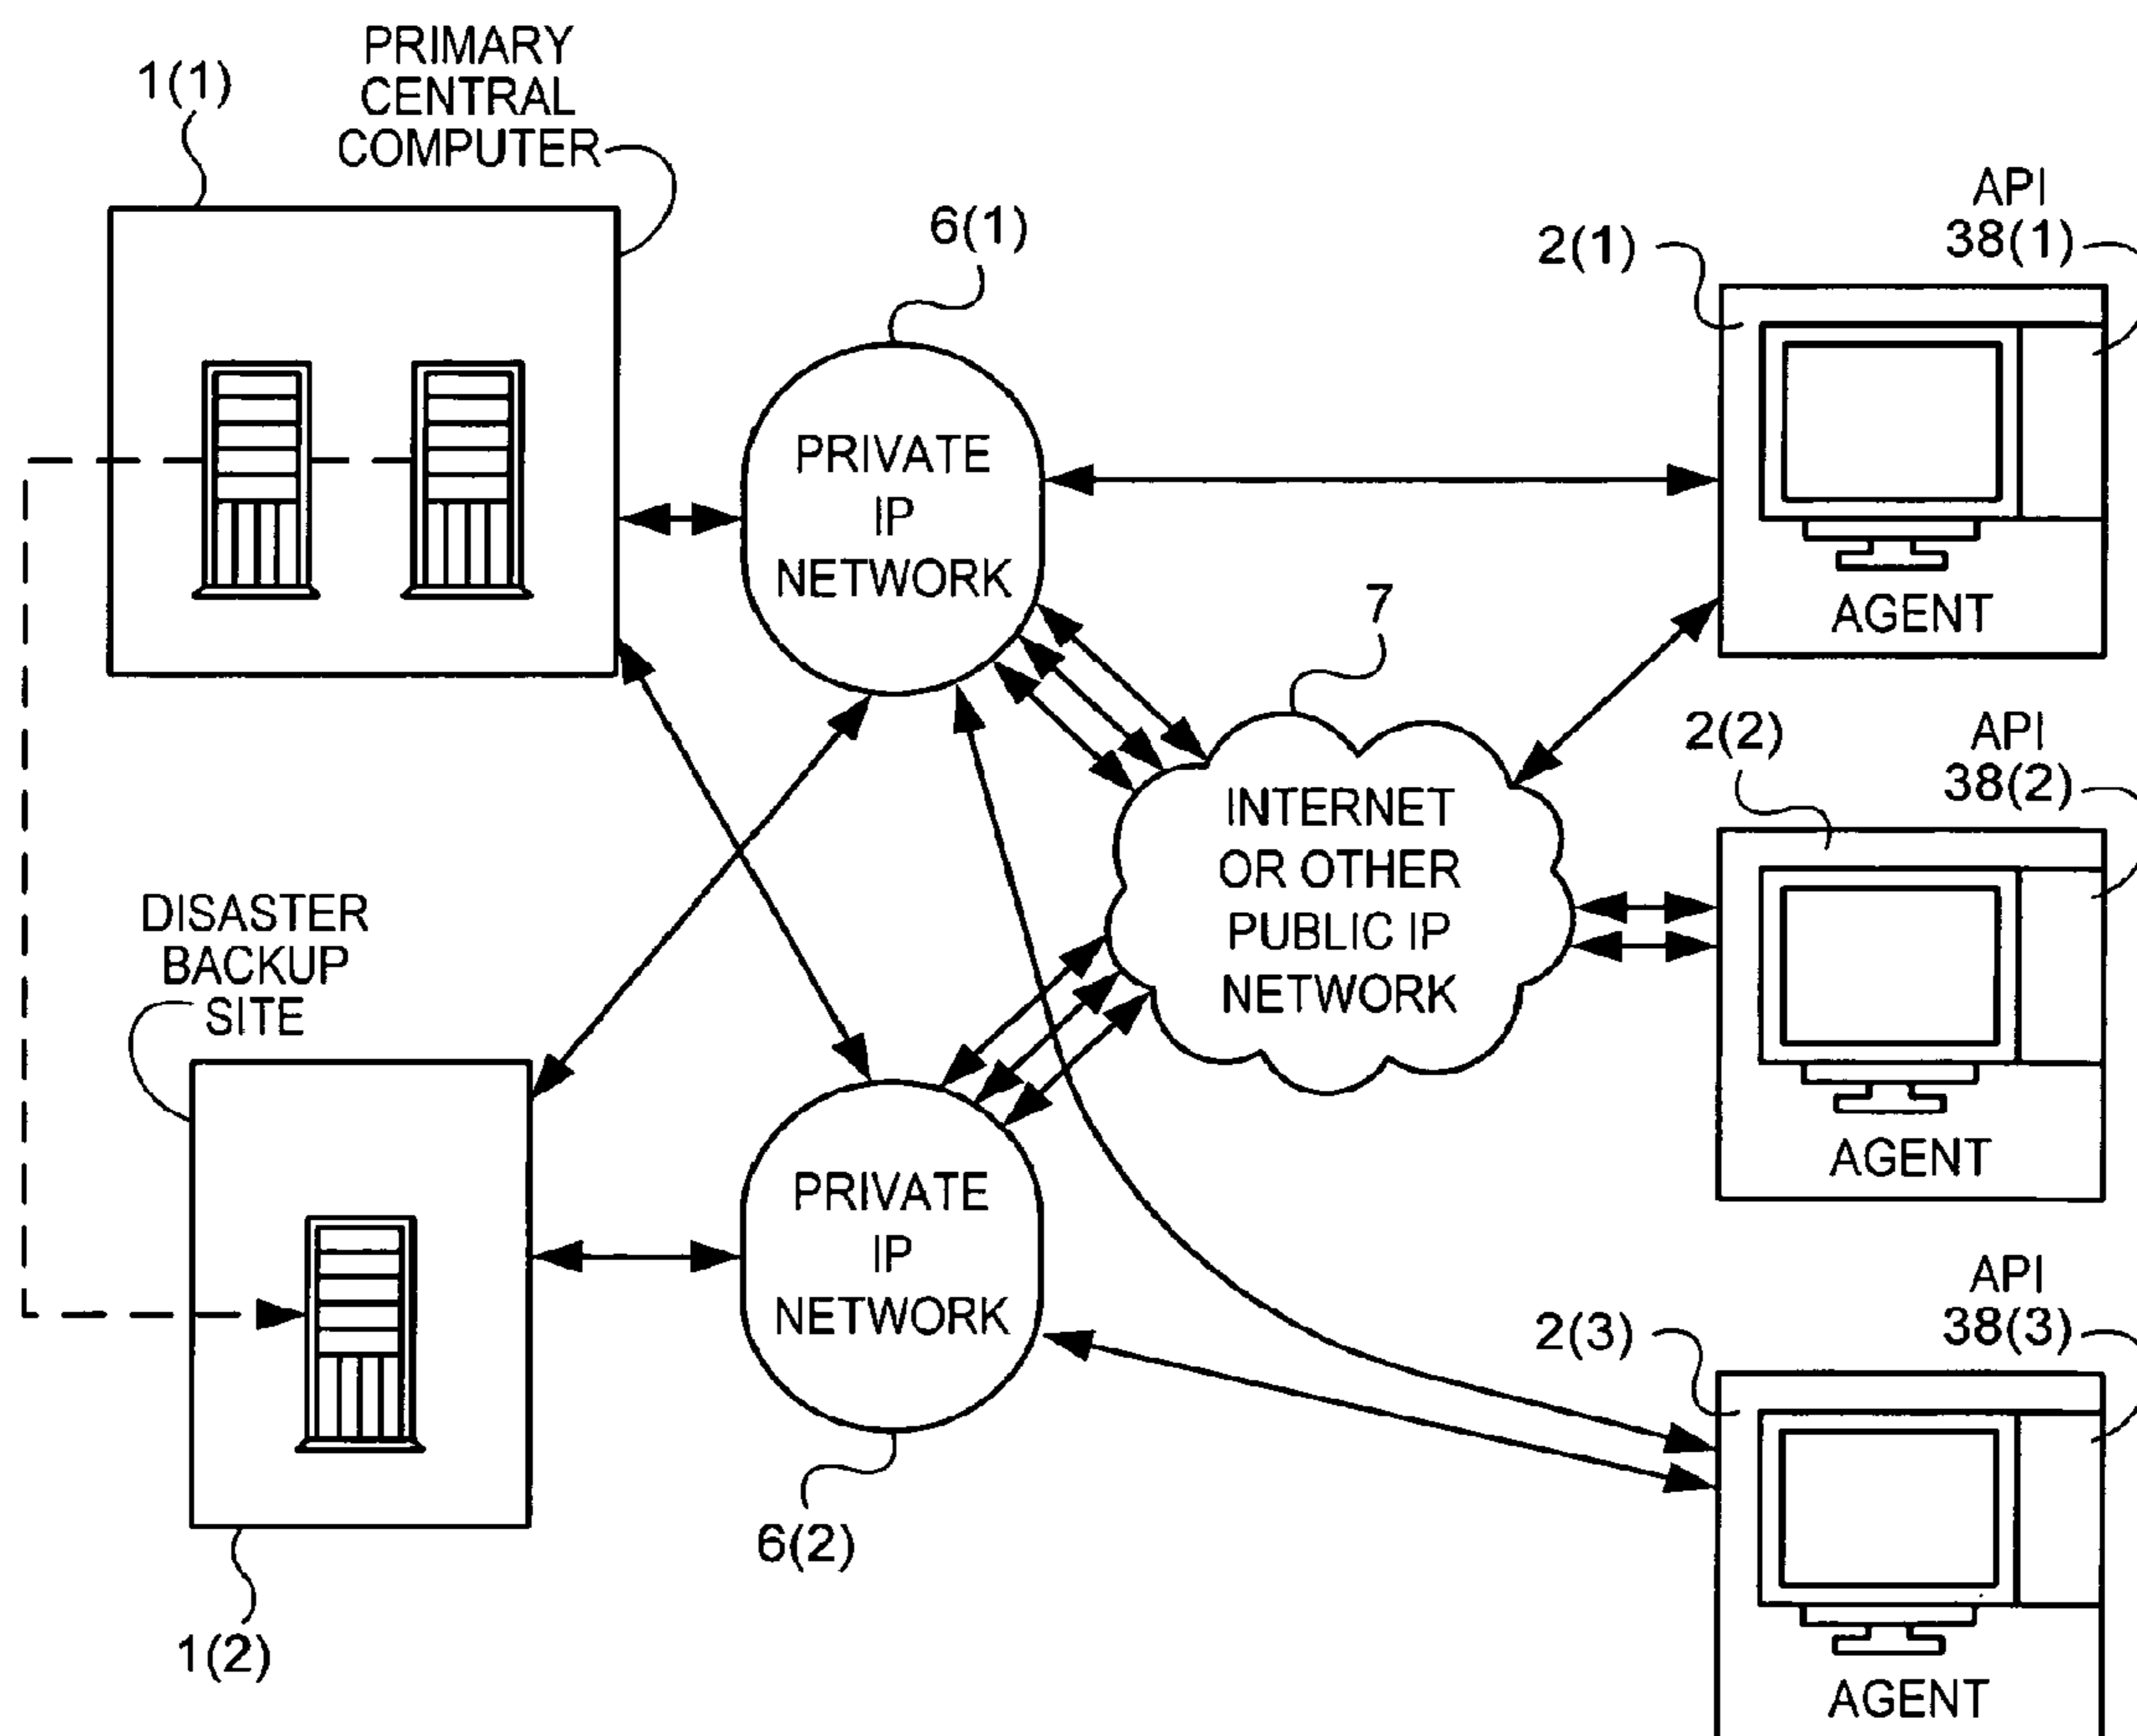 1(1)
PRIMARY
CENTRAL
COMPUTER
6(1)
2(1)
API
38(1)
PRIVATE
IP
NETWORK
AGENT
7
2(2)
API
38(2)
INTERNET
OR OTHER
PUBLIC IP
NETWORK
AGENT
DISASTER
BACKUP
SITE
PRIVATE
IP
NETWORK
6(2)
1(2)
2(3)
API
38(3)
AGENT